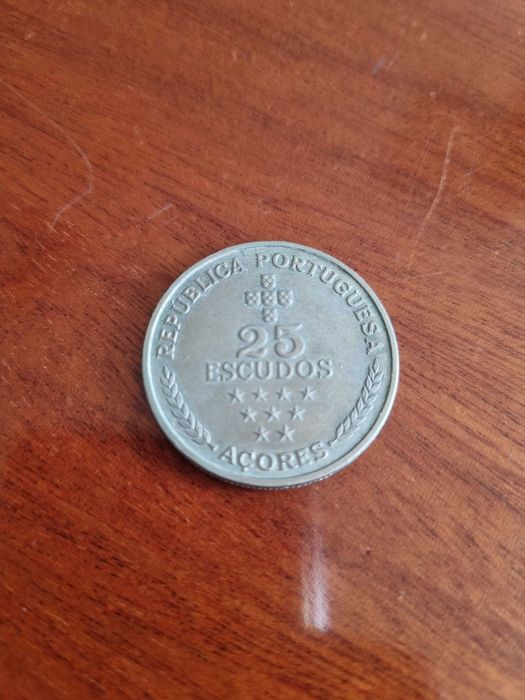 REPUBLICA PORTUGUESA
25
ESCUDOS
AÇORES